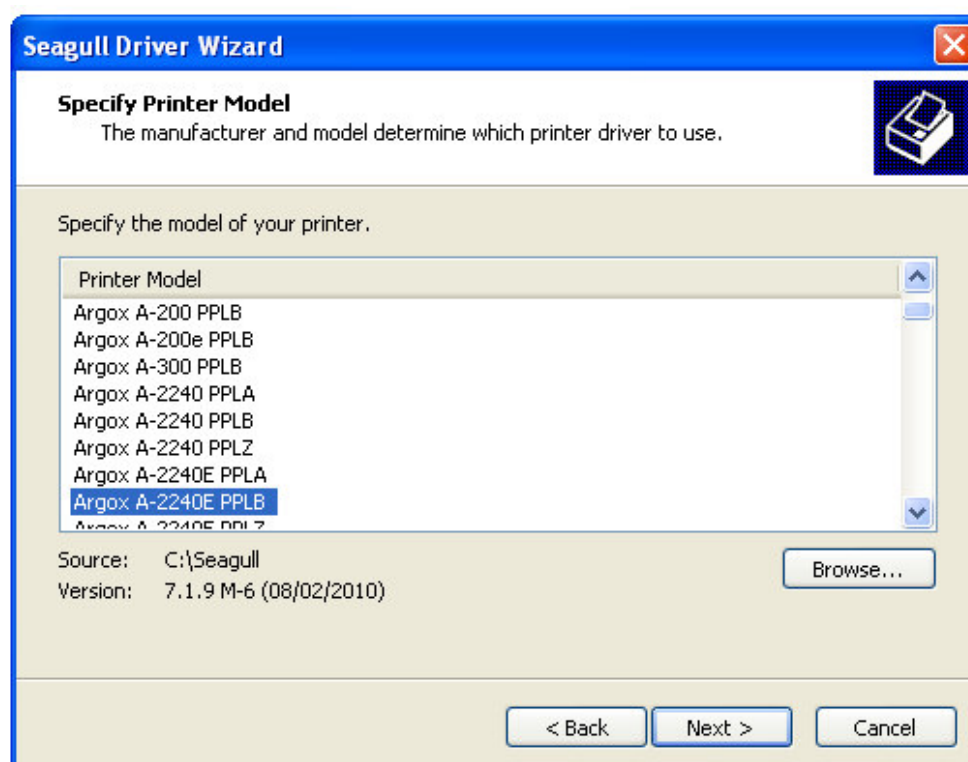 Seagull Driver Wizard
Specify Printer Model
The manufacturer and model determine which printer driver to use.
Specify the model of your printer.
Printer Model
Argox A-200 PPLB
Argox A-200e PPLB
Argox A-300 PPLB
Argox A-2240 PPLA
Argox A-2240 PPLB
Argox A-2240 PPLZ
Argox A-2240E PPLA
Argox A-2240E PPLB
Argox A-2240E PPLZ
Source: C:\Seagull
Version: 7.1.9 M-6 (08/02/2010)
Browse...
< Back Next > Cancel